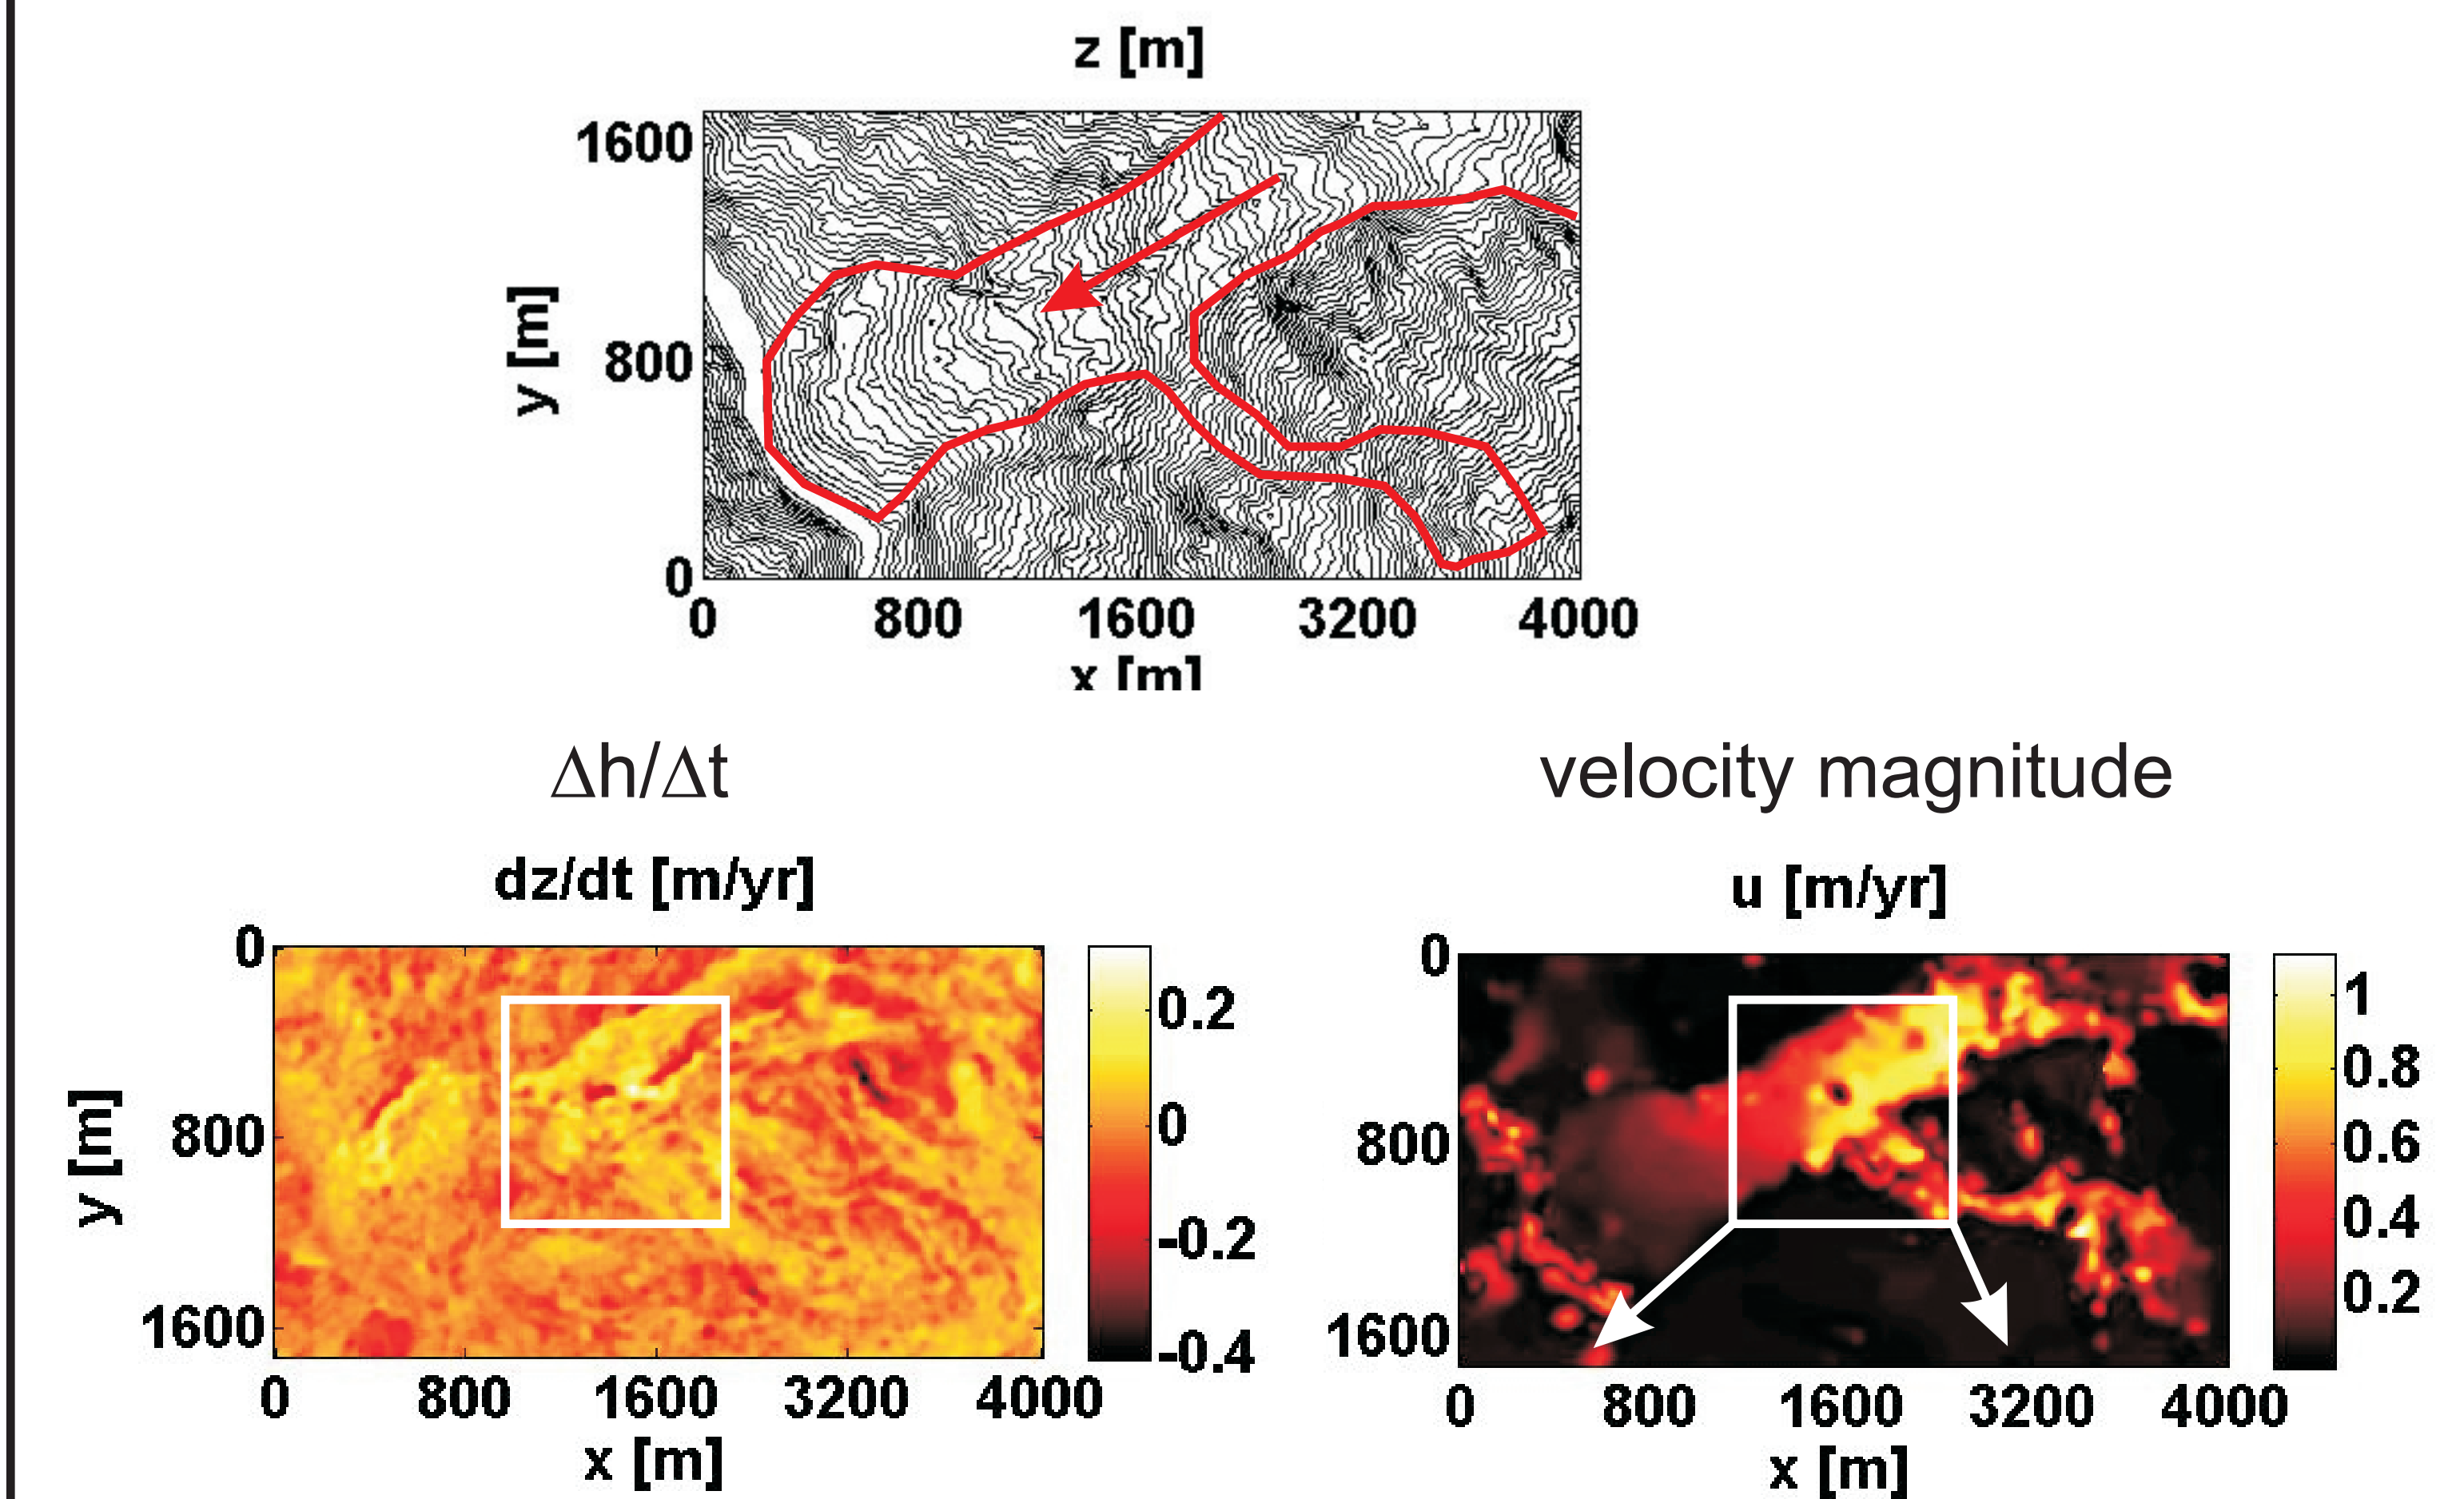 z [m]
1600
800
0
y [m]
0 800 1600 3200 4000
x [m]
Δh/Δt
velocity magnitude
dz/dt [m/yr]
0
800
1600
y [m]
0 800 1600 3200 4000
x [m]
0.2
0
-0.2
-0.4
u [m/yr]
0
800
1600
0 800 1600 3200 4000
x [m]
1
0.8
0.6
0.4
0.2